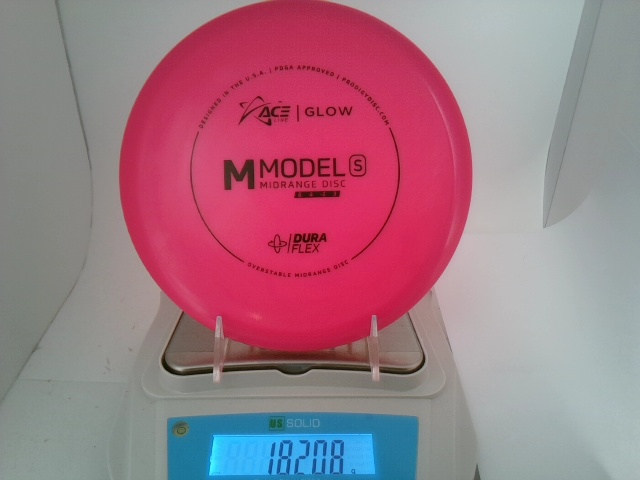 DESIGNED IN THE U.S.A. | PDGA APPROVED | PRODIGYDISC.COM
ACE LINE | GLOW
M MODEL S
MIDRANGE DISC
DURA
FLEX
OVERSTABLE MIDRANGE DISC
US SOLID
182.08 g